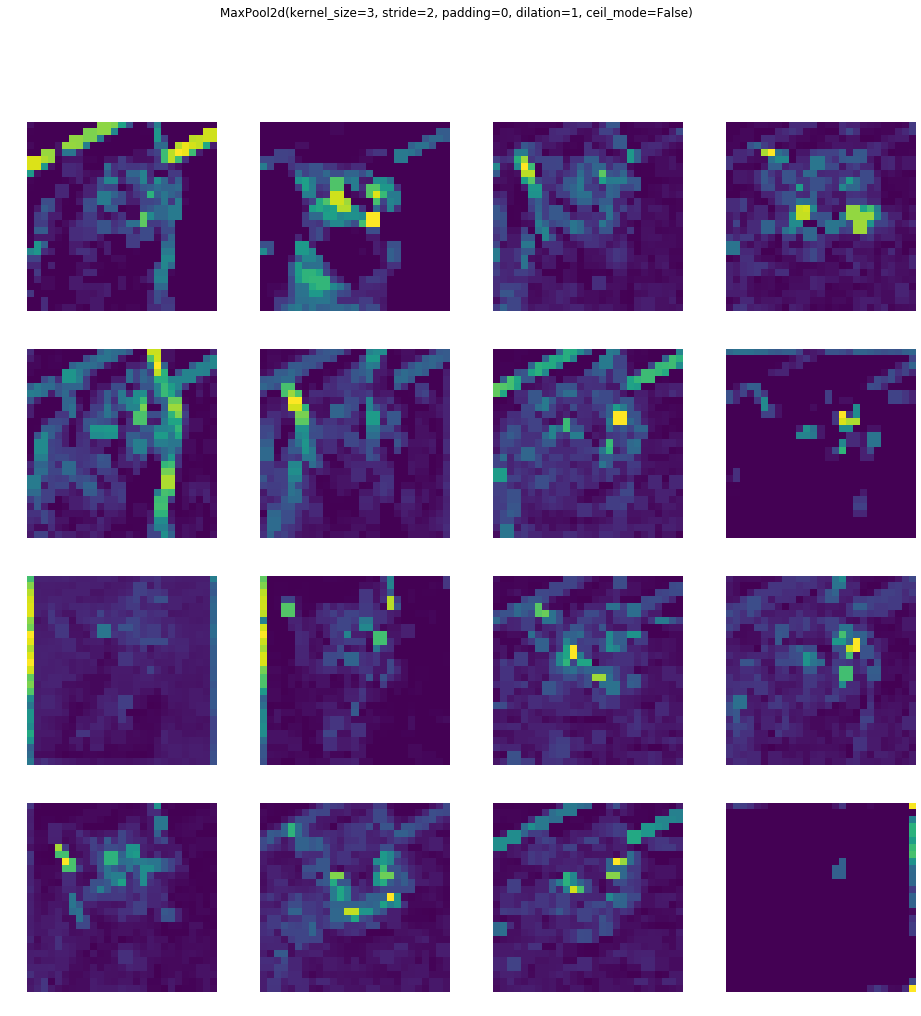 MaxPool2d(kernel_size=3, stride=2, padding=0, dilation=1, ceil_mode=False)